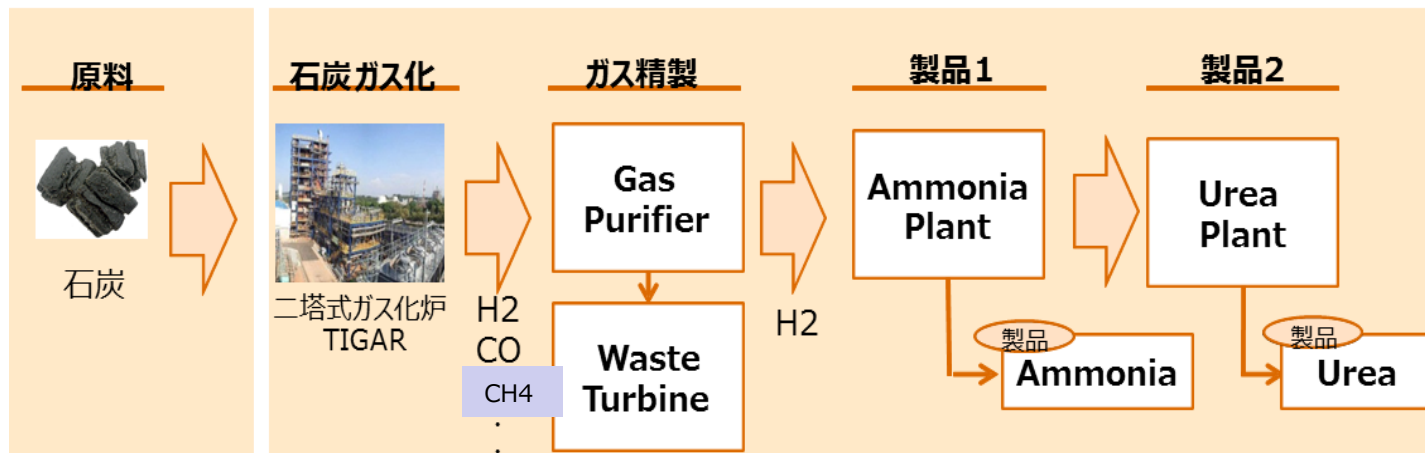 原料
石炭ガス化
ガス精製
製品1
製品2
石炭
二塔式ガス化炉
TIGAR
H2
CO
CH4
.
.
Gas
Purifier
Waste
Turbine
H2
Ammonia
Plant
製品
Ammonia
Urea
Plant
製品
Urea